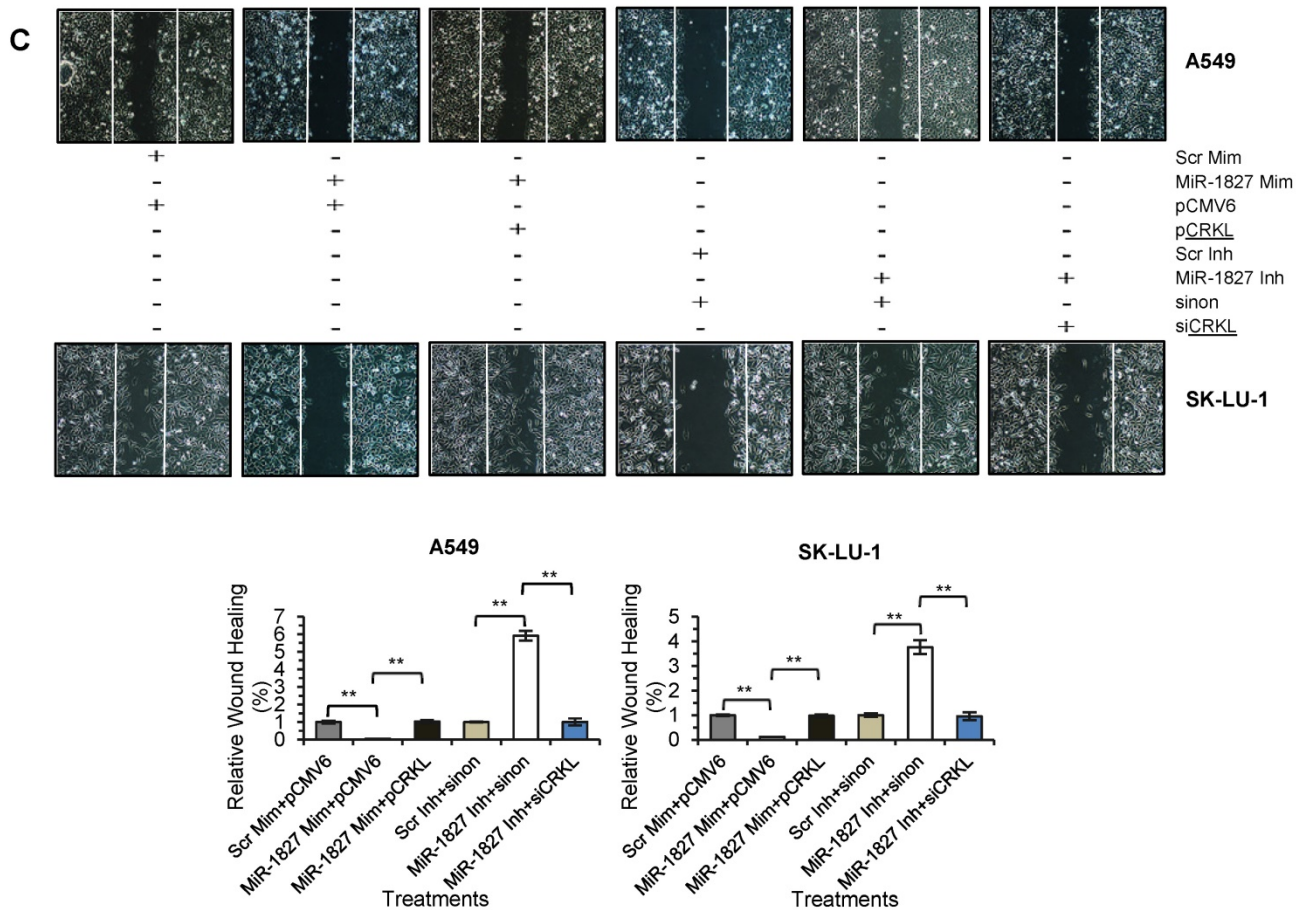 C
A549
+ - - - - - Scr Mim
- + + - - - MiR-1827 Mim
+ + - - - - pCMV6
- - + - - - pCRKL
- - - + - - Scr Inh
- - - - + + MiR-1827 Inh
- - - + + - sinon
- - - - - + siCRKL
SK-LU-1
A549
Relative Wound Healing
(%)
7
6
5
4
3
2
1
0
**
**
**
**
Scr Mim+pCMV6
MiR-1827 Mim+pCMV6
MiR-1827 Mim+pCRKL
Scr Inh+sinon
MiR-1827 Inh+sinon
MiR-1827 Inh+siCRKL
Treatments
SK-LU-1
Relative Wound Healing
(%)
5
4
3
2
1
0
**
**
**
**
Scr Mim+pCMV6
MiR-1827 Mim+pCMV6
MiR-1827 Mim+pCRKL
Scr Inh+sinon
MiR-1827 Inh+sinon
MiR-1827 Inh+siCRKL
Treatments